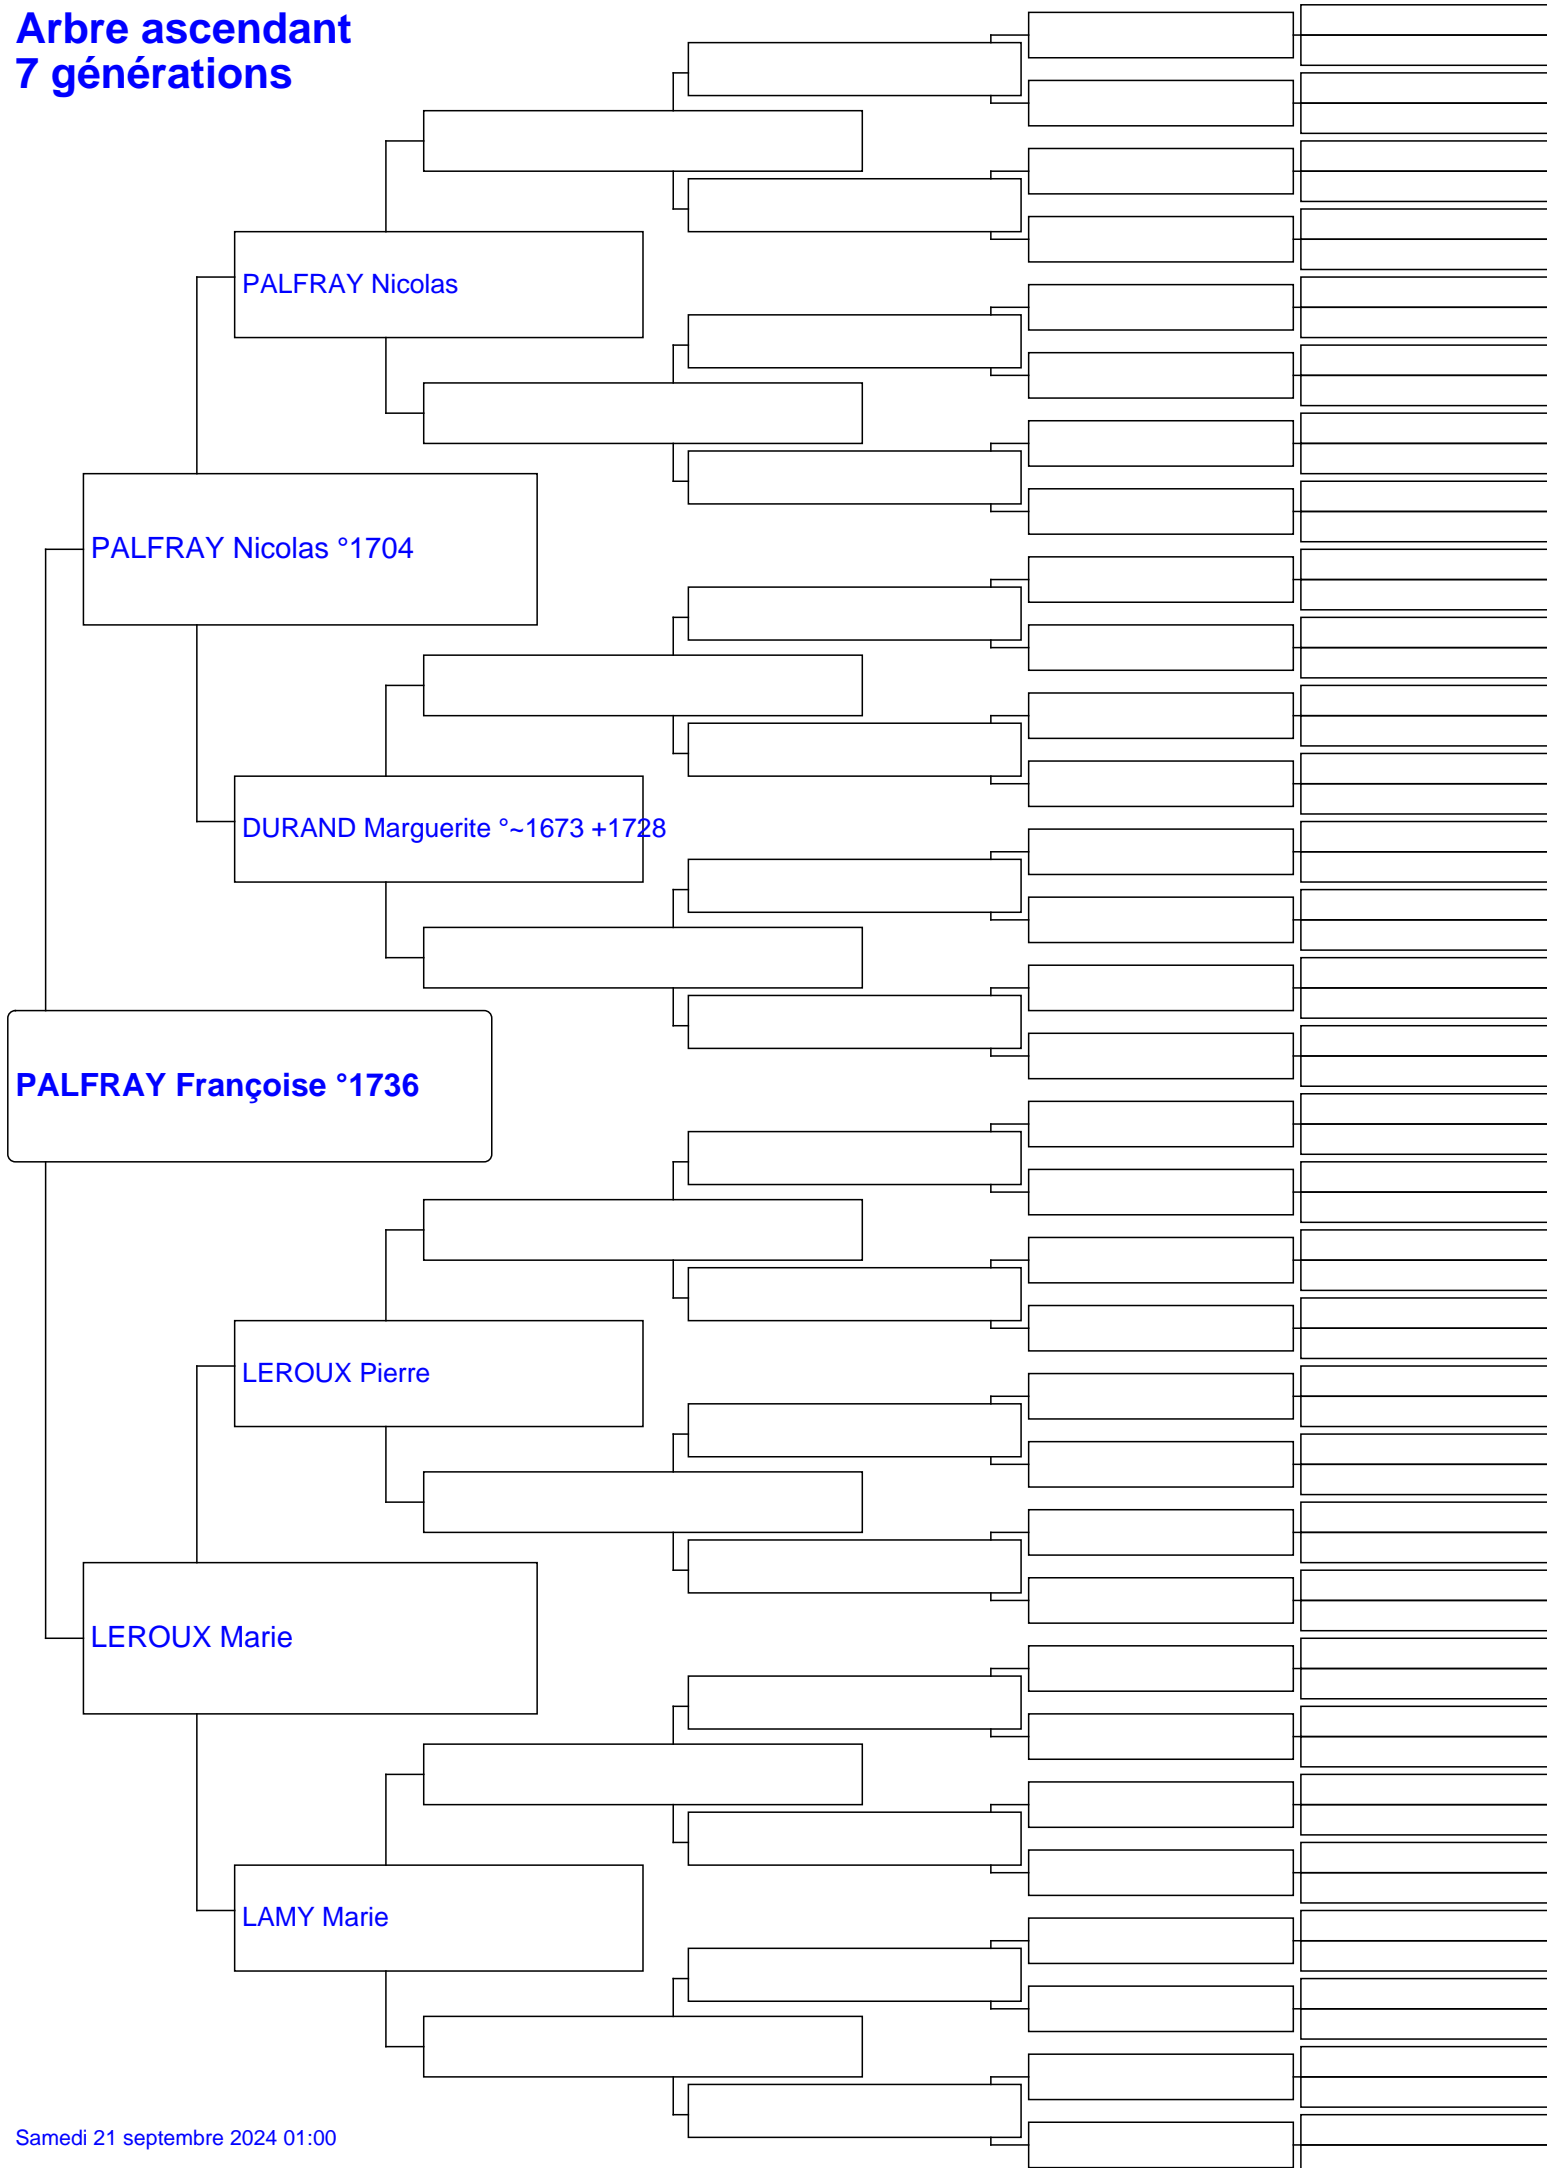 Arbre ascendant
7 générations
PALFRAY Nicolas
PALFRAY Nicolas °1704
DURAND Marguerite °~1673 +1728
PALFRAY Françoise °1736
LEROUX Pierre
LEROUX Marie
LAMY Marie
Samedi 21 septembre 2024 01:00